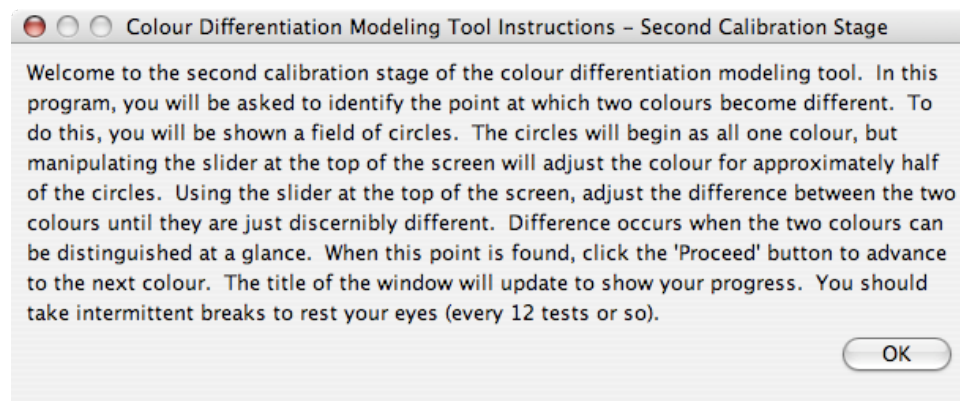 Colour Differentiation Modeling Tool Instructions – Second Calibration Stage
Welcome to the second calibration stage of the colour differentiation modeling tool.  In this
program, you will be asked to identify the point at which two colours become different.  To
do this, you will be shown a field of circles.  The circles will begin as all one colour, but
manipulating the slider at the top of the screen will adjust the colour for approximately half
of the circles.  Using the slider at the top of the screen, adjust the difference between the two
colours until they are just discernibly different.  Difference occurs when the two colours can
be distinguished at a glance.  When this point is found, click the 'Proceed' button to advance
to the next colour.  The title of the window will update to show your progress.  You should
take intermittent breaks to rest your eyes (every 12 tests or so).
OK